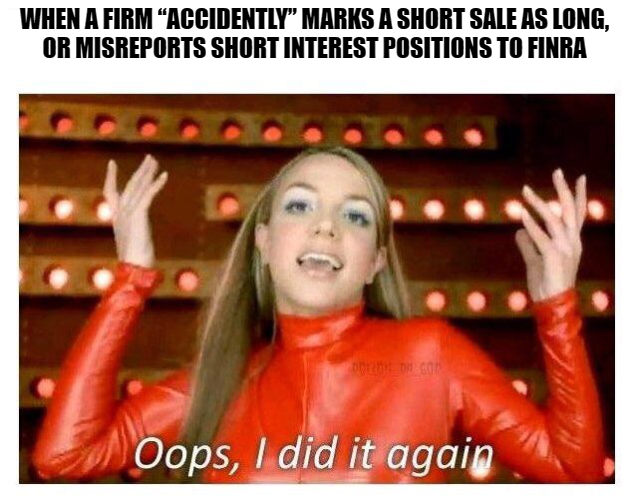 WHEN A FIRM “ACCIDENTLY” MARKS A SHORT SALE AS LONG,
OR MISREPORTS SHORT INTEREST POSITIONS TO FINRA
Oops, I did it again